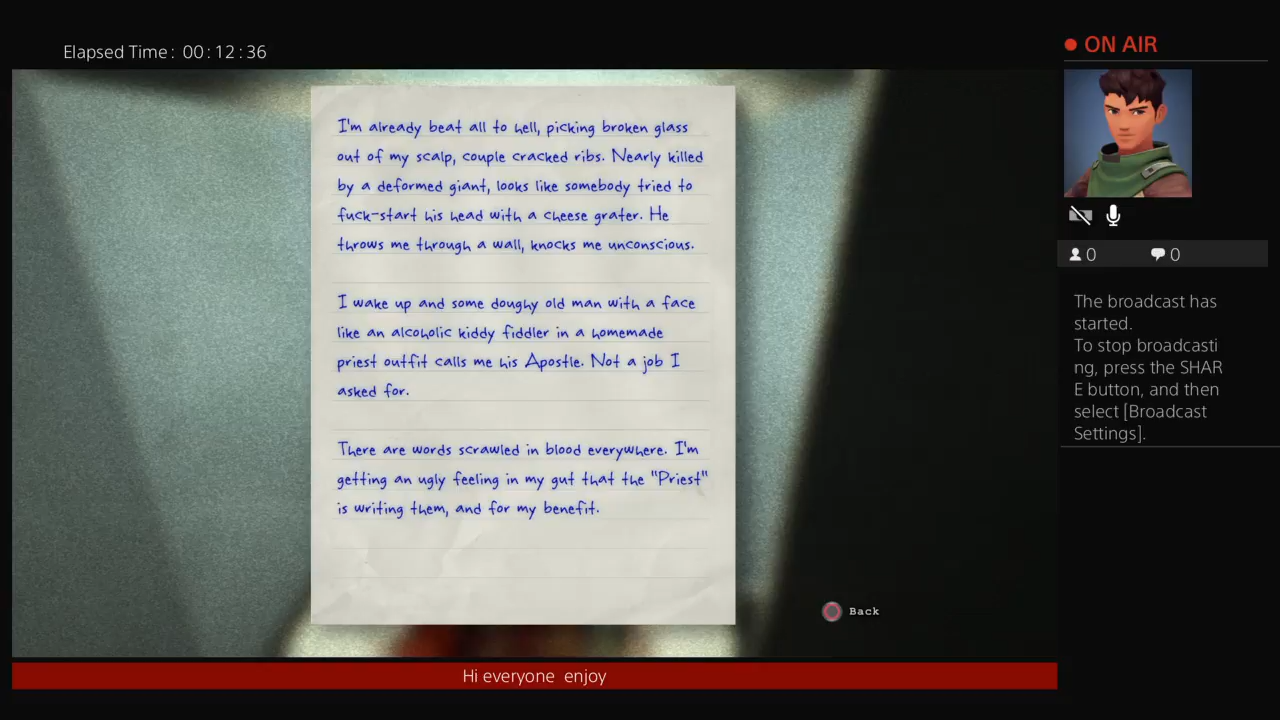 Elapsed Time: 00:12:36
ON AIR
0
0
The broadcast has
started.
To stop broadcasti
ng, press the SHAR
E button, and then
select [Broadcast
Settings].
I'm already beat all to hell, picking broken glass
out of my scalp, couple cracked ribs. Nearly killed
by a deformed giant, looks like somebody tried to
fuck-start his head with a cheese grater. He
throws me through a wall, knocks me unconscious.
I wake up and some doughy old man with a face
like an alcoholic kiddy fiddler in a homemade
priest outfit calls me his Apostle. Not a job I
asked for.
There are words scrawled in blood everywhere. I'm
getting an ugly feeling in my gut that the "Priest"
is writing them, and for my benefit.
Back
Hi everyone enjoy